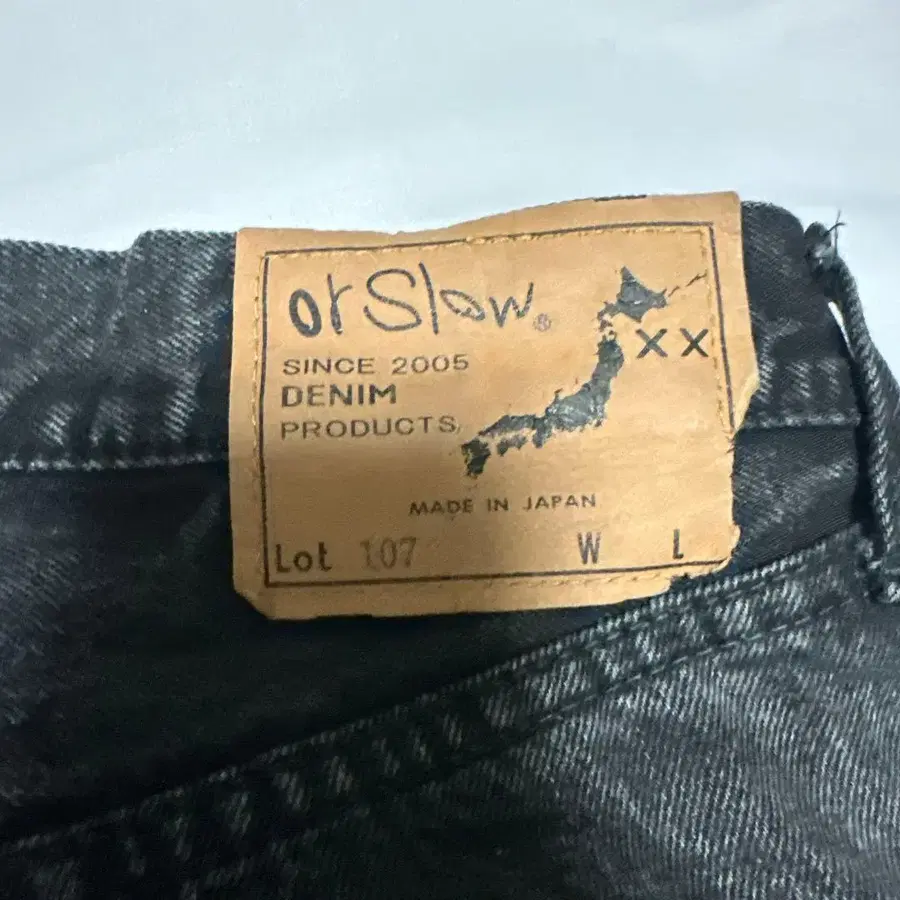 orSlow®
SINCE 2005
DENIM
PRODUCTS
XX
MADE IN JAPAN
Lot 107 W L